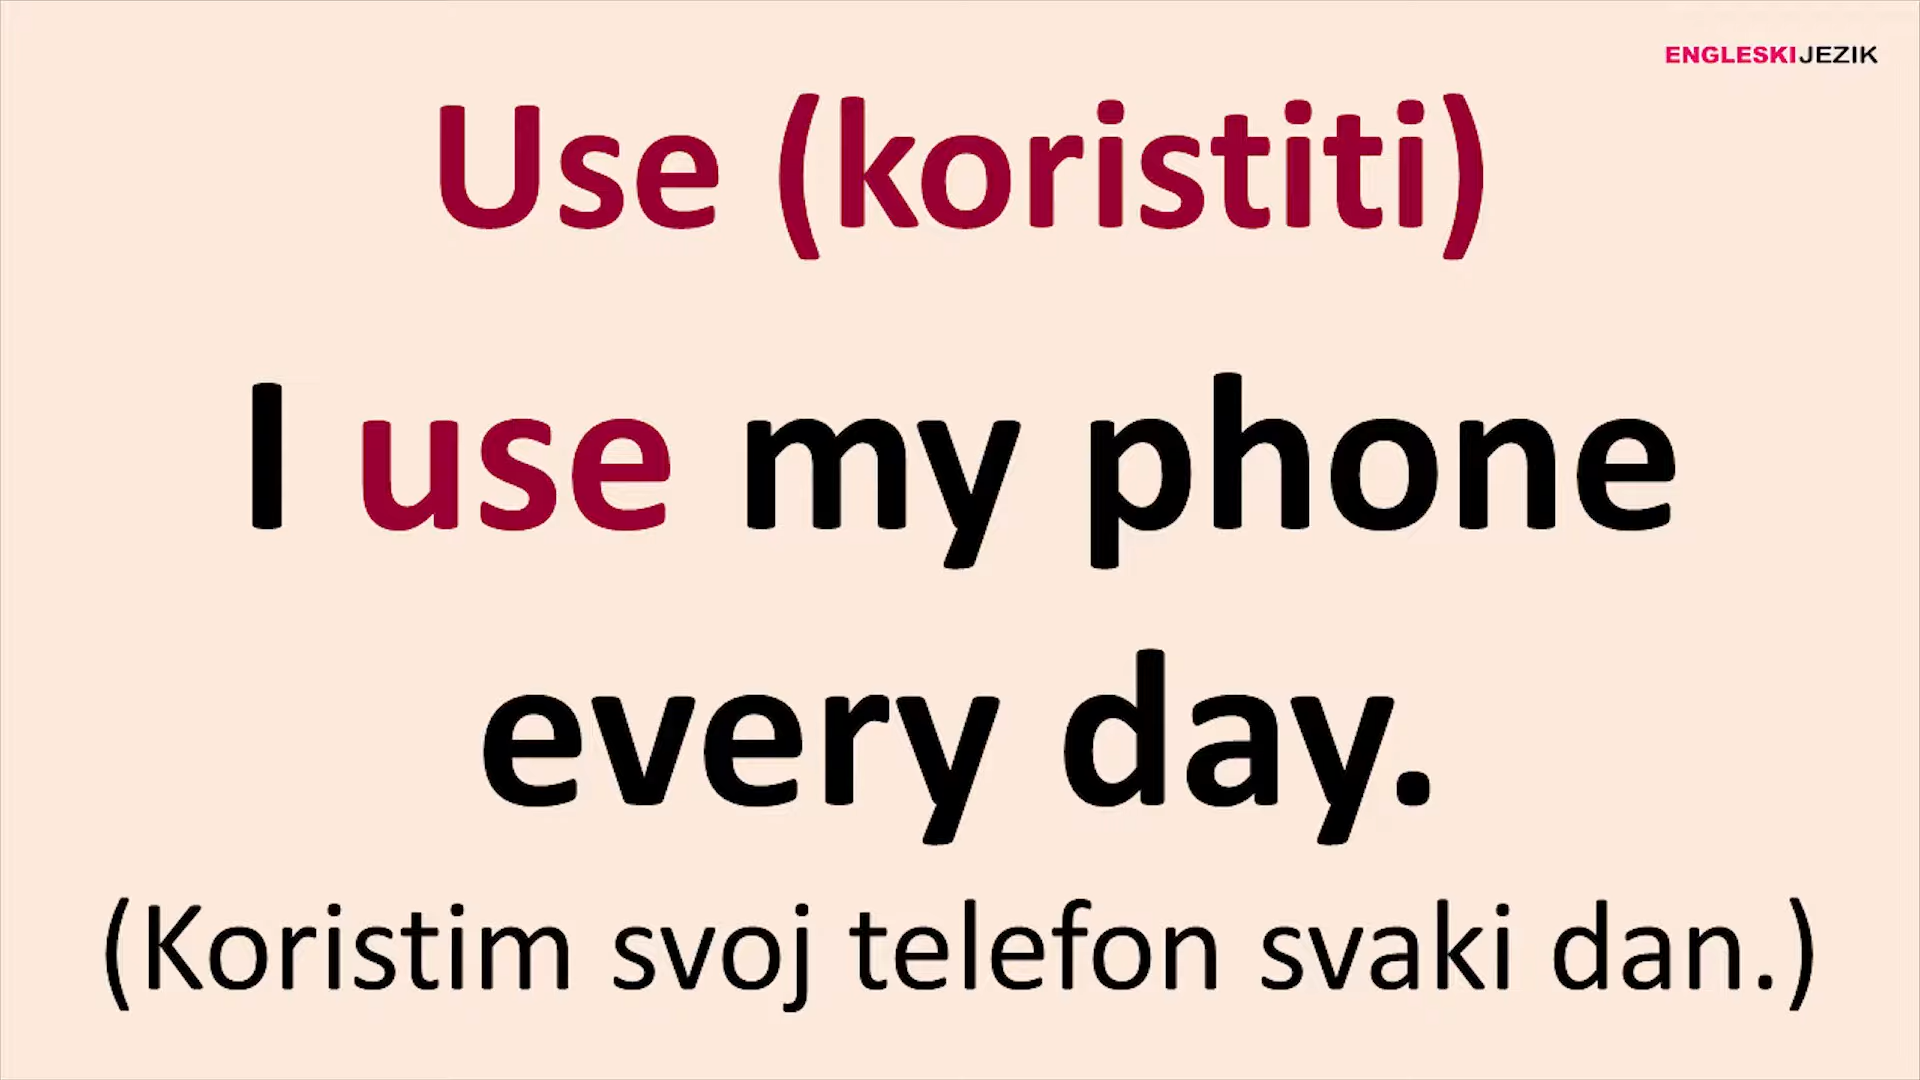 ENGLESKIJEZIK
Use (koristiti)
I use my phone
every day.
(Koristim svoj telefon svaki dan.)